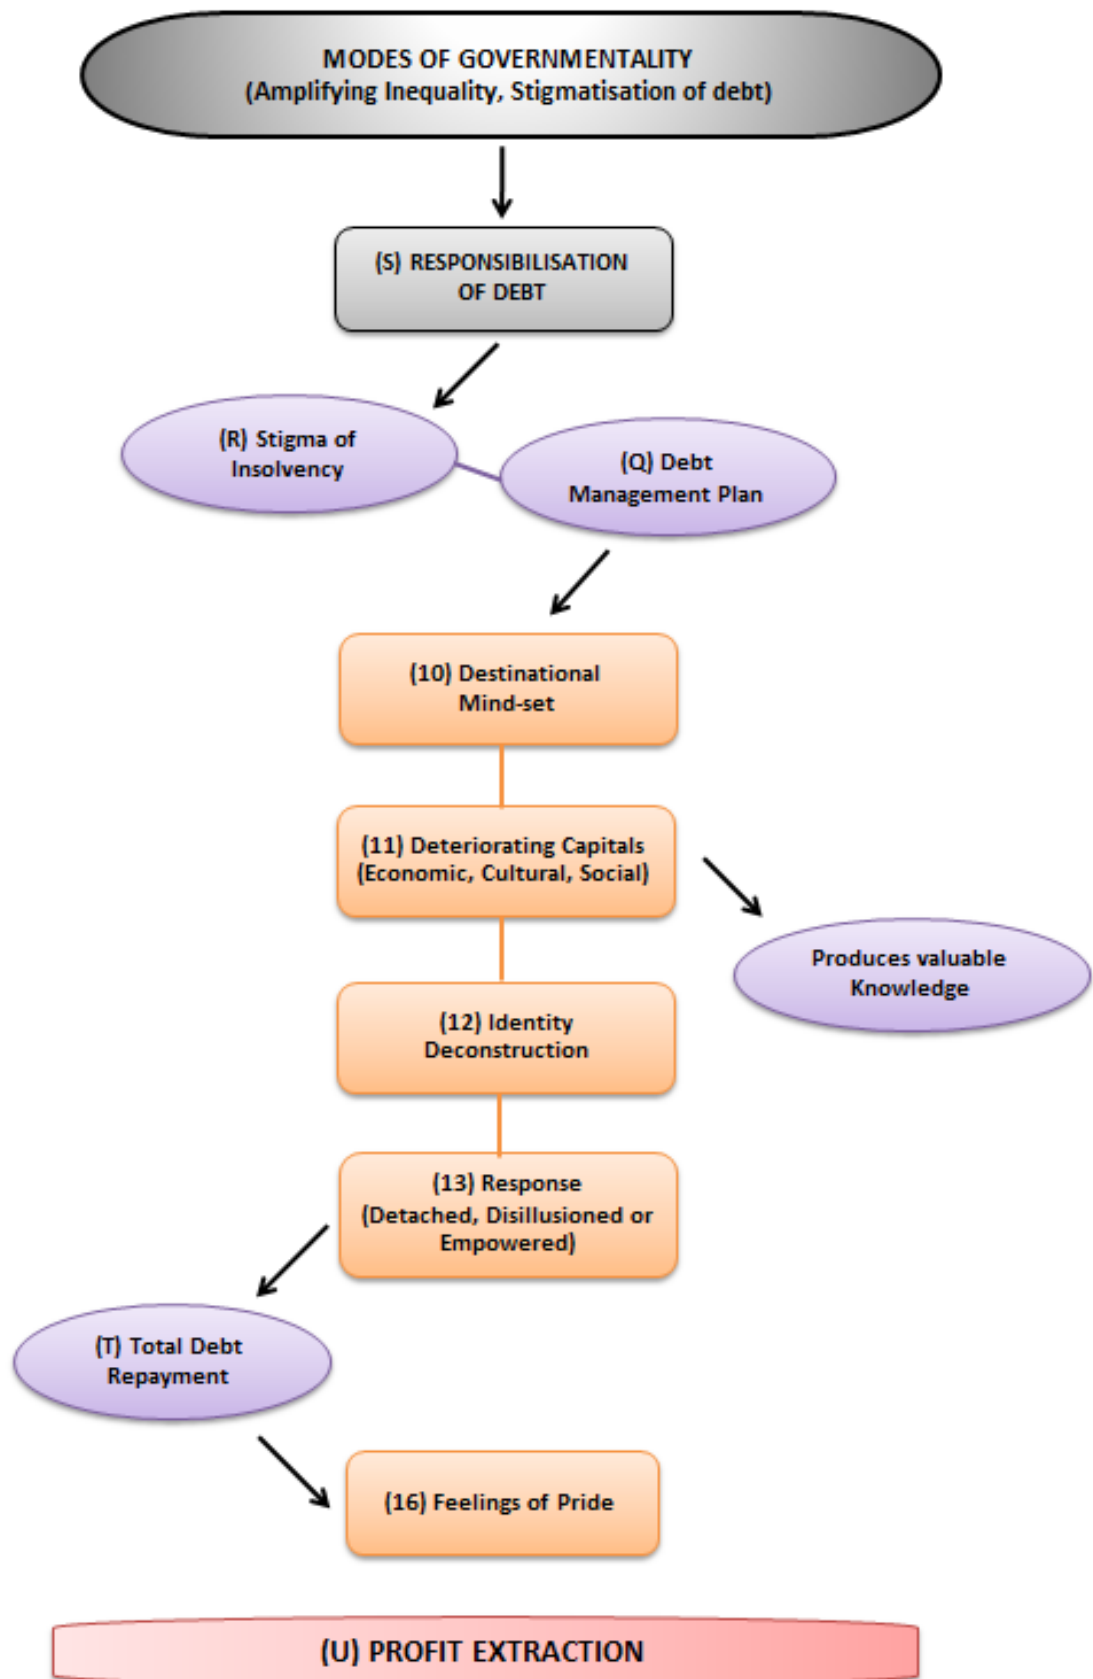 MODES OF GOVERNMENTALITY
(Amplifying Inequality, Stigmatisation of debt)
(S) RESPONSIBILISATION
OF DEBT
(R) Stigma of
Insolvency
(Q) Debt
Management Plan
(10) Destinational
Mind-set
(11) Deteriorating Capitals
(Economic, Cultural, Social)
Produces valuable
Knowledge
(12) Identity
Deconstruction
(13) Response
(Detached, Disillusioned or
Empowered)
(T) Total Debt
Repayment
(16) Feelings of Pride
(U) PROFIT EXTRACTION